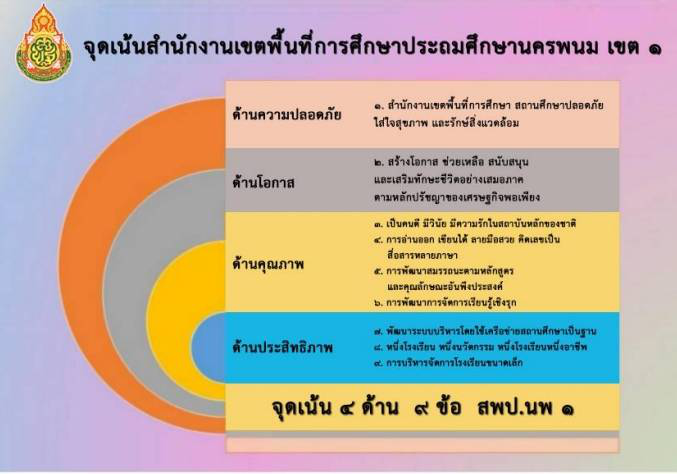 จุดเน้นสำนักงานเขตพื้นที่การศึกษาประถมศึกษานครพนม เขต ๑
ด้านความปลอดภัย
๑. สำนักงานเขตพื้นที่การศึกษา สถานศึกษาปลอดภัย
ใส่ใจสุขภาพ และรักษ์สิ่งแวดล้อม
ด้านโอกาส
๒. สร้างโอกาส ช่วยเหลือ สนับสนุน
และเสริมทักษะชีวิตอย่างเสมอภาค
ตามหลักปรัชญาของเศรษฐกิจพอเพียง
ด้านคุณภาพ
๓. เป็นคนดี มีวินัย มีความรักในสถาบันหลักของชาติ
๔. การอ่านออก เขียนได้ ลายมือสวย คิดเลขเป็น
สื่อสารหลายภาษา
๕. การพัฒนาสมรรถนะตามหลักสูตร
และคุณลักษณะอันพึงประสงค์
๖. การพัฒนาการจัดการเรียนรู้เชิงรุก
ด้านประสิทธิภาพ
๗. พัฒนาระบบบริหารโดยใช้เครือข่ายสถานศึกษาเป็นฐาน
๘. หนึ่งโรงเรียน หนึ่งนวัตกรรม หนึ่งโรงเรียนหนึ่งอาชีพ
๙. การบริหารจัดการโรงเรียนขนาดเล็ก
จุดเน้น ๔ ด้าน ๙ ข้อ สพป.นพ ๑